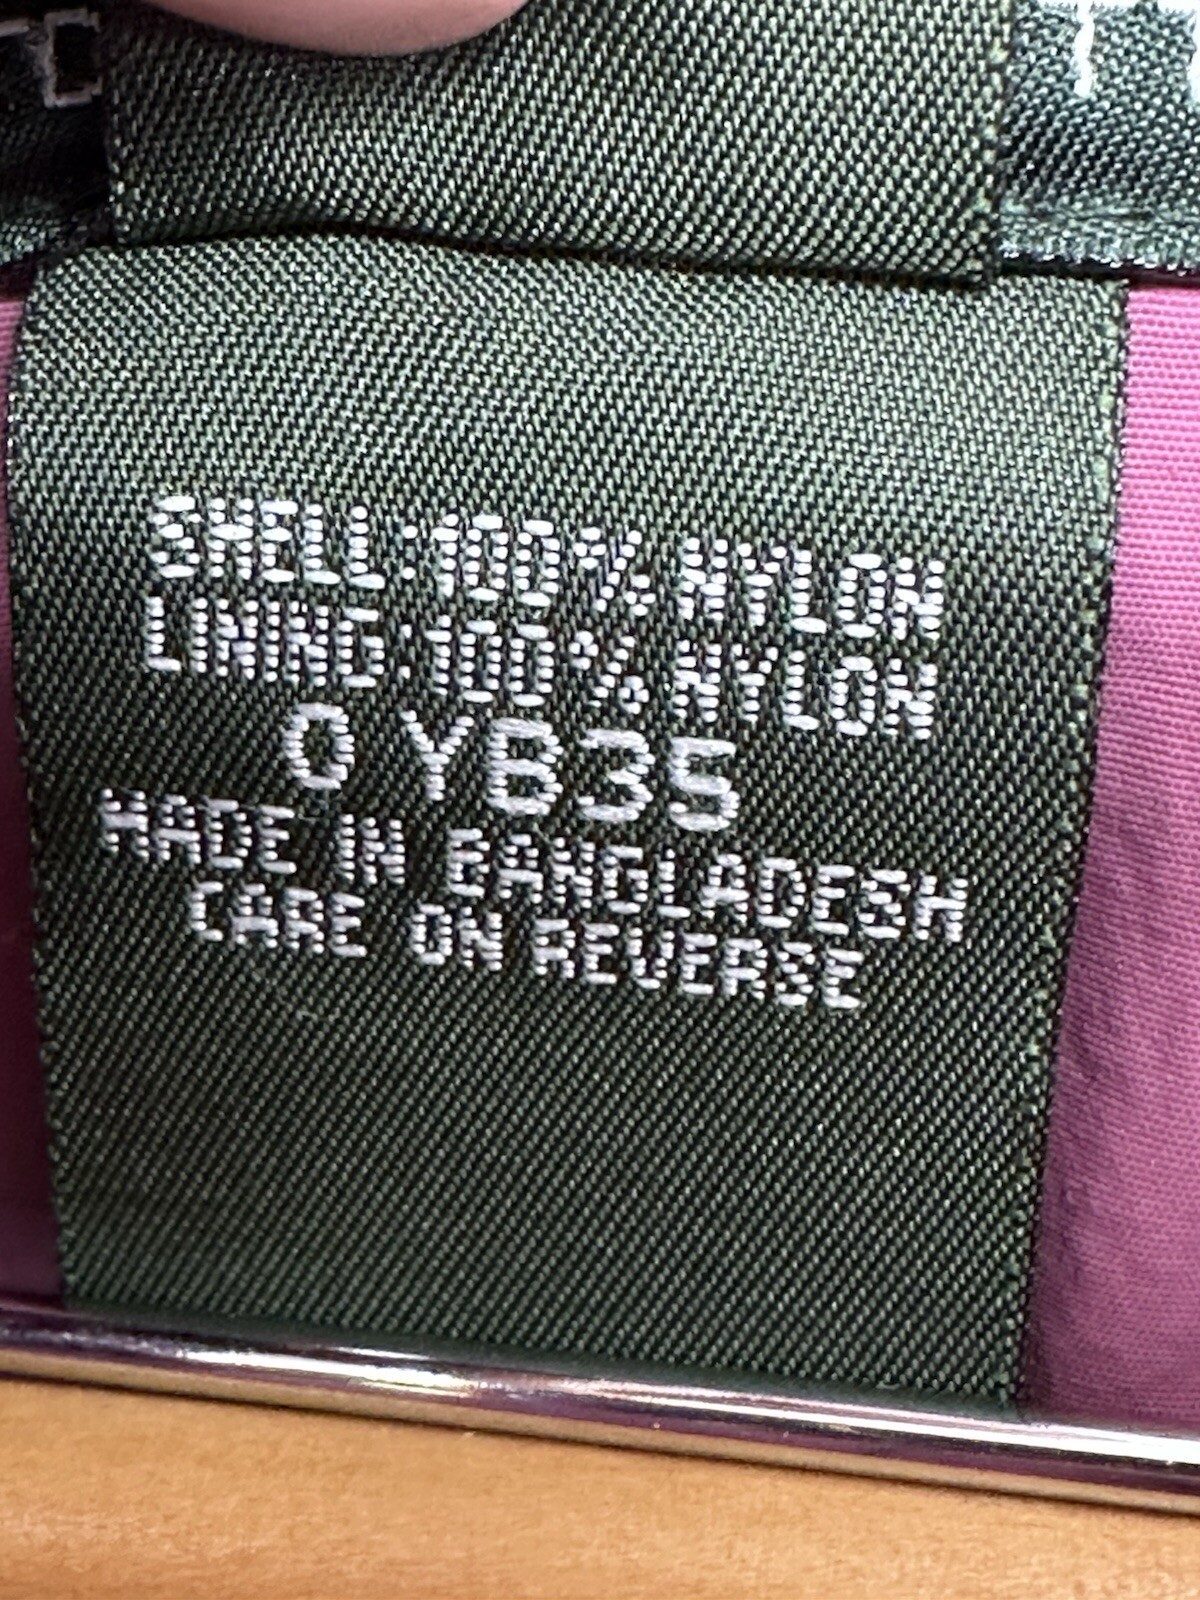 SHELL:100% NYLON
LINING:100% NYLON
0 YB35
MADE IN BANGLADESH
CARE ON REVERSE